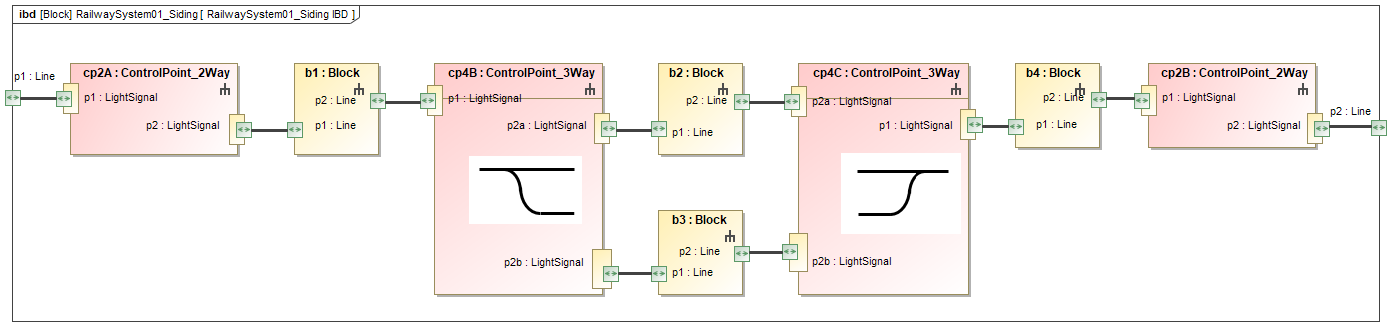 ibd [Block] RailwaySystem01_Siding [ RailwaySystem01_Siding IBD ]
p1 : Line
cp2A : ControlPoint_2Way
p1 : LightSignal
p2 : LightSignal
b1 : Block
p2 : Line
p1 : Line
cp4B : ControlPoint_3Way
p1 : LightSignal
p2a : LightSignal
p2b : LightSignal
b2 : Block
p2 : Line
p1 : Line
b3 : Block
p2 : Line
p1 : Line
cp4C : ControlPoint_3Way
p2a : LightSignal
p1 : LightSignal
p2b : LightSignal
b4 : Block
p2 : Line
p1 : Line
cp2B : ControlPoint_2Way
p1 : LightSignal
p2 : LightSignal
p2 : Line